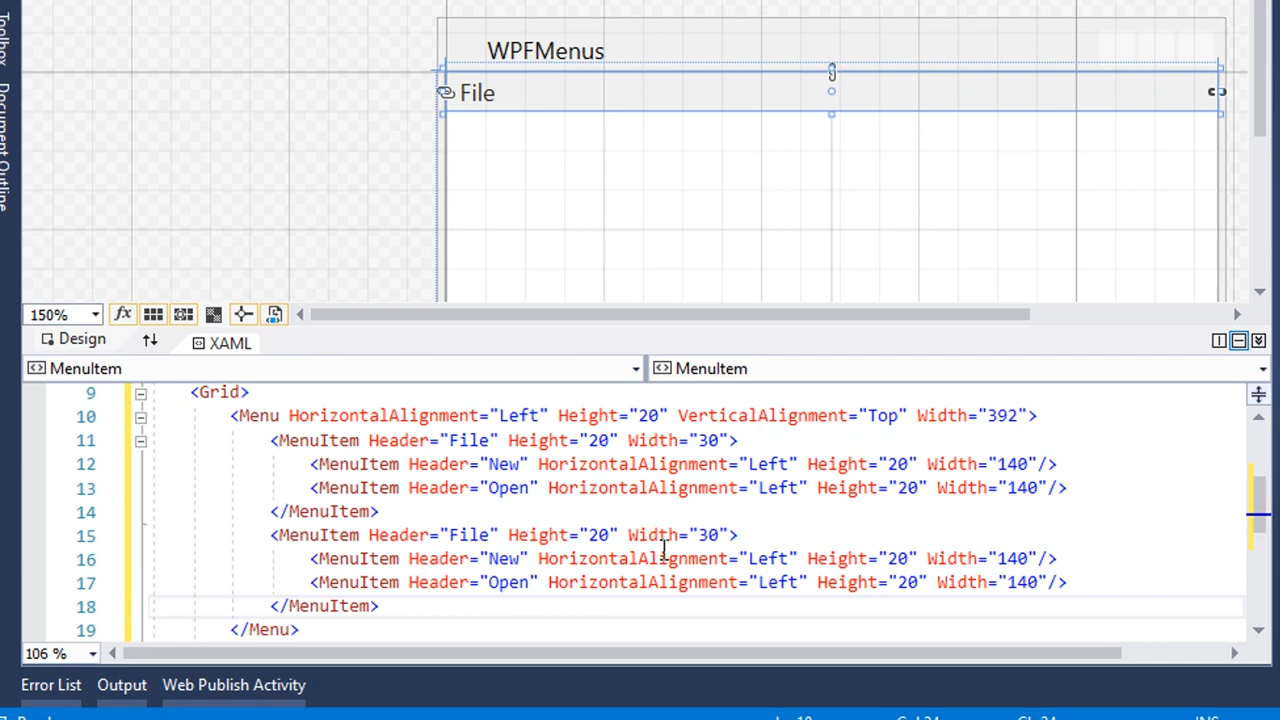 Toolbox
Document Outline
WPFMenus
File
150%
fx
Design
XAML
MenuItem
MenuItem
9 <Grid>
10 <Menu HorizontalAlignment="Left" Height="20" VerticalAlignment="Top" Width="392">
11 <MenuItem Header="File" Height="20" Width="30">
12 <MenuItem Header="New" HorizontalAlignment="Left" Height="20" Width="140"/>
13 <MenuItem Header="Open" HorizontalAlignment="Left" Height="20" Width="140"/>
14 </MenuItem>
15 <MenuItem Header="File" Height="20" Width="30">
16 <MenuItem Header="New" HorizontalAlignment="Left" Height="20" Width="140"/>
17 <MenuItem Header="Open" HorizontalAlignment="Left" Height="20" Width="140"/>
18 </MenuItem>
19 </Menu>
106 %
Error List Output Web Publish Activity